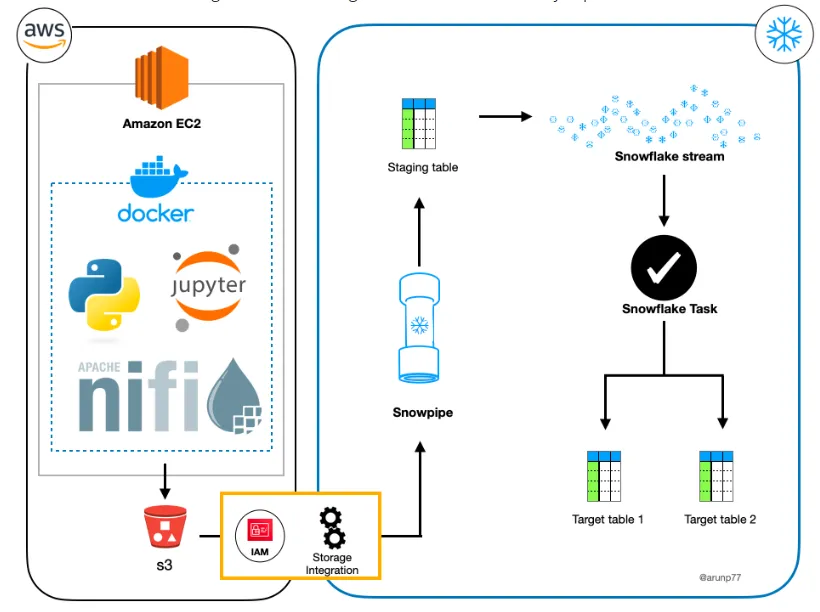 aws
Amazon EC2
docker
jupyter
APACHE
nifi
s3
IAM
Storage
Integration
Snowpipe
Staging table
Snowflake stream
Snowflake Task
Target table 1
Target table 2
@arunp77